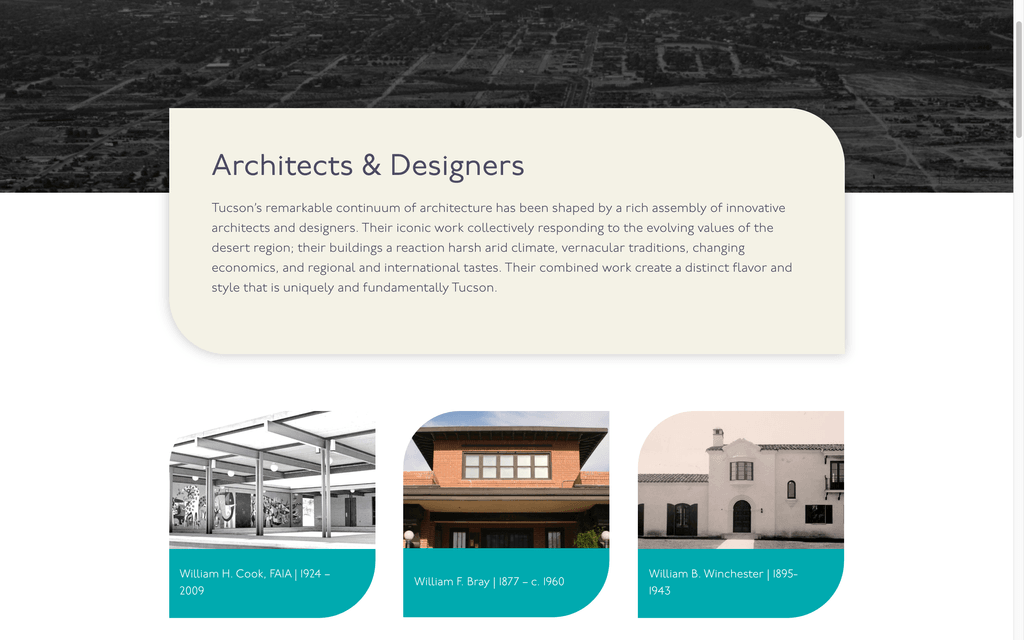 Architects & Designers
Tucson's remarkable continuum of architecture has been shaped by a rich assembly of innovative
architects and designers. Their iconic work collectively responding to the evolving values of the
desert region; their buildings a reaction harsh arid climate, vernacular traditions, changing
economics, and regional and international tastes. Their combined work create a distinct flavor and
style that is uniquely and fundamentally Tucson.
William H. Cook, FAIA | 1924 –
2009
William F. Bray | 1877 – c. 1960
William B. Winchester | 1895-
1943